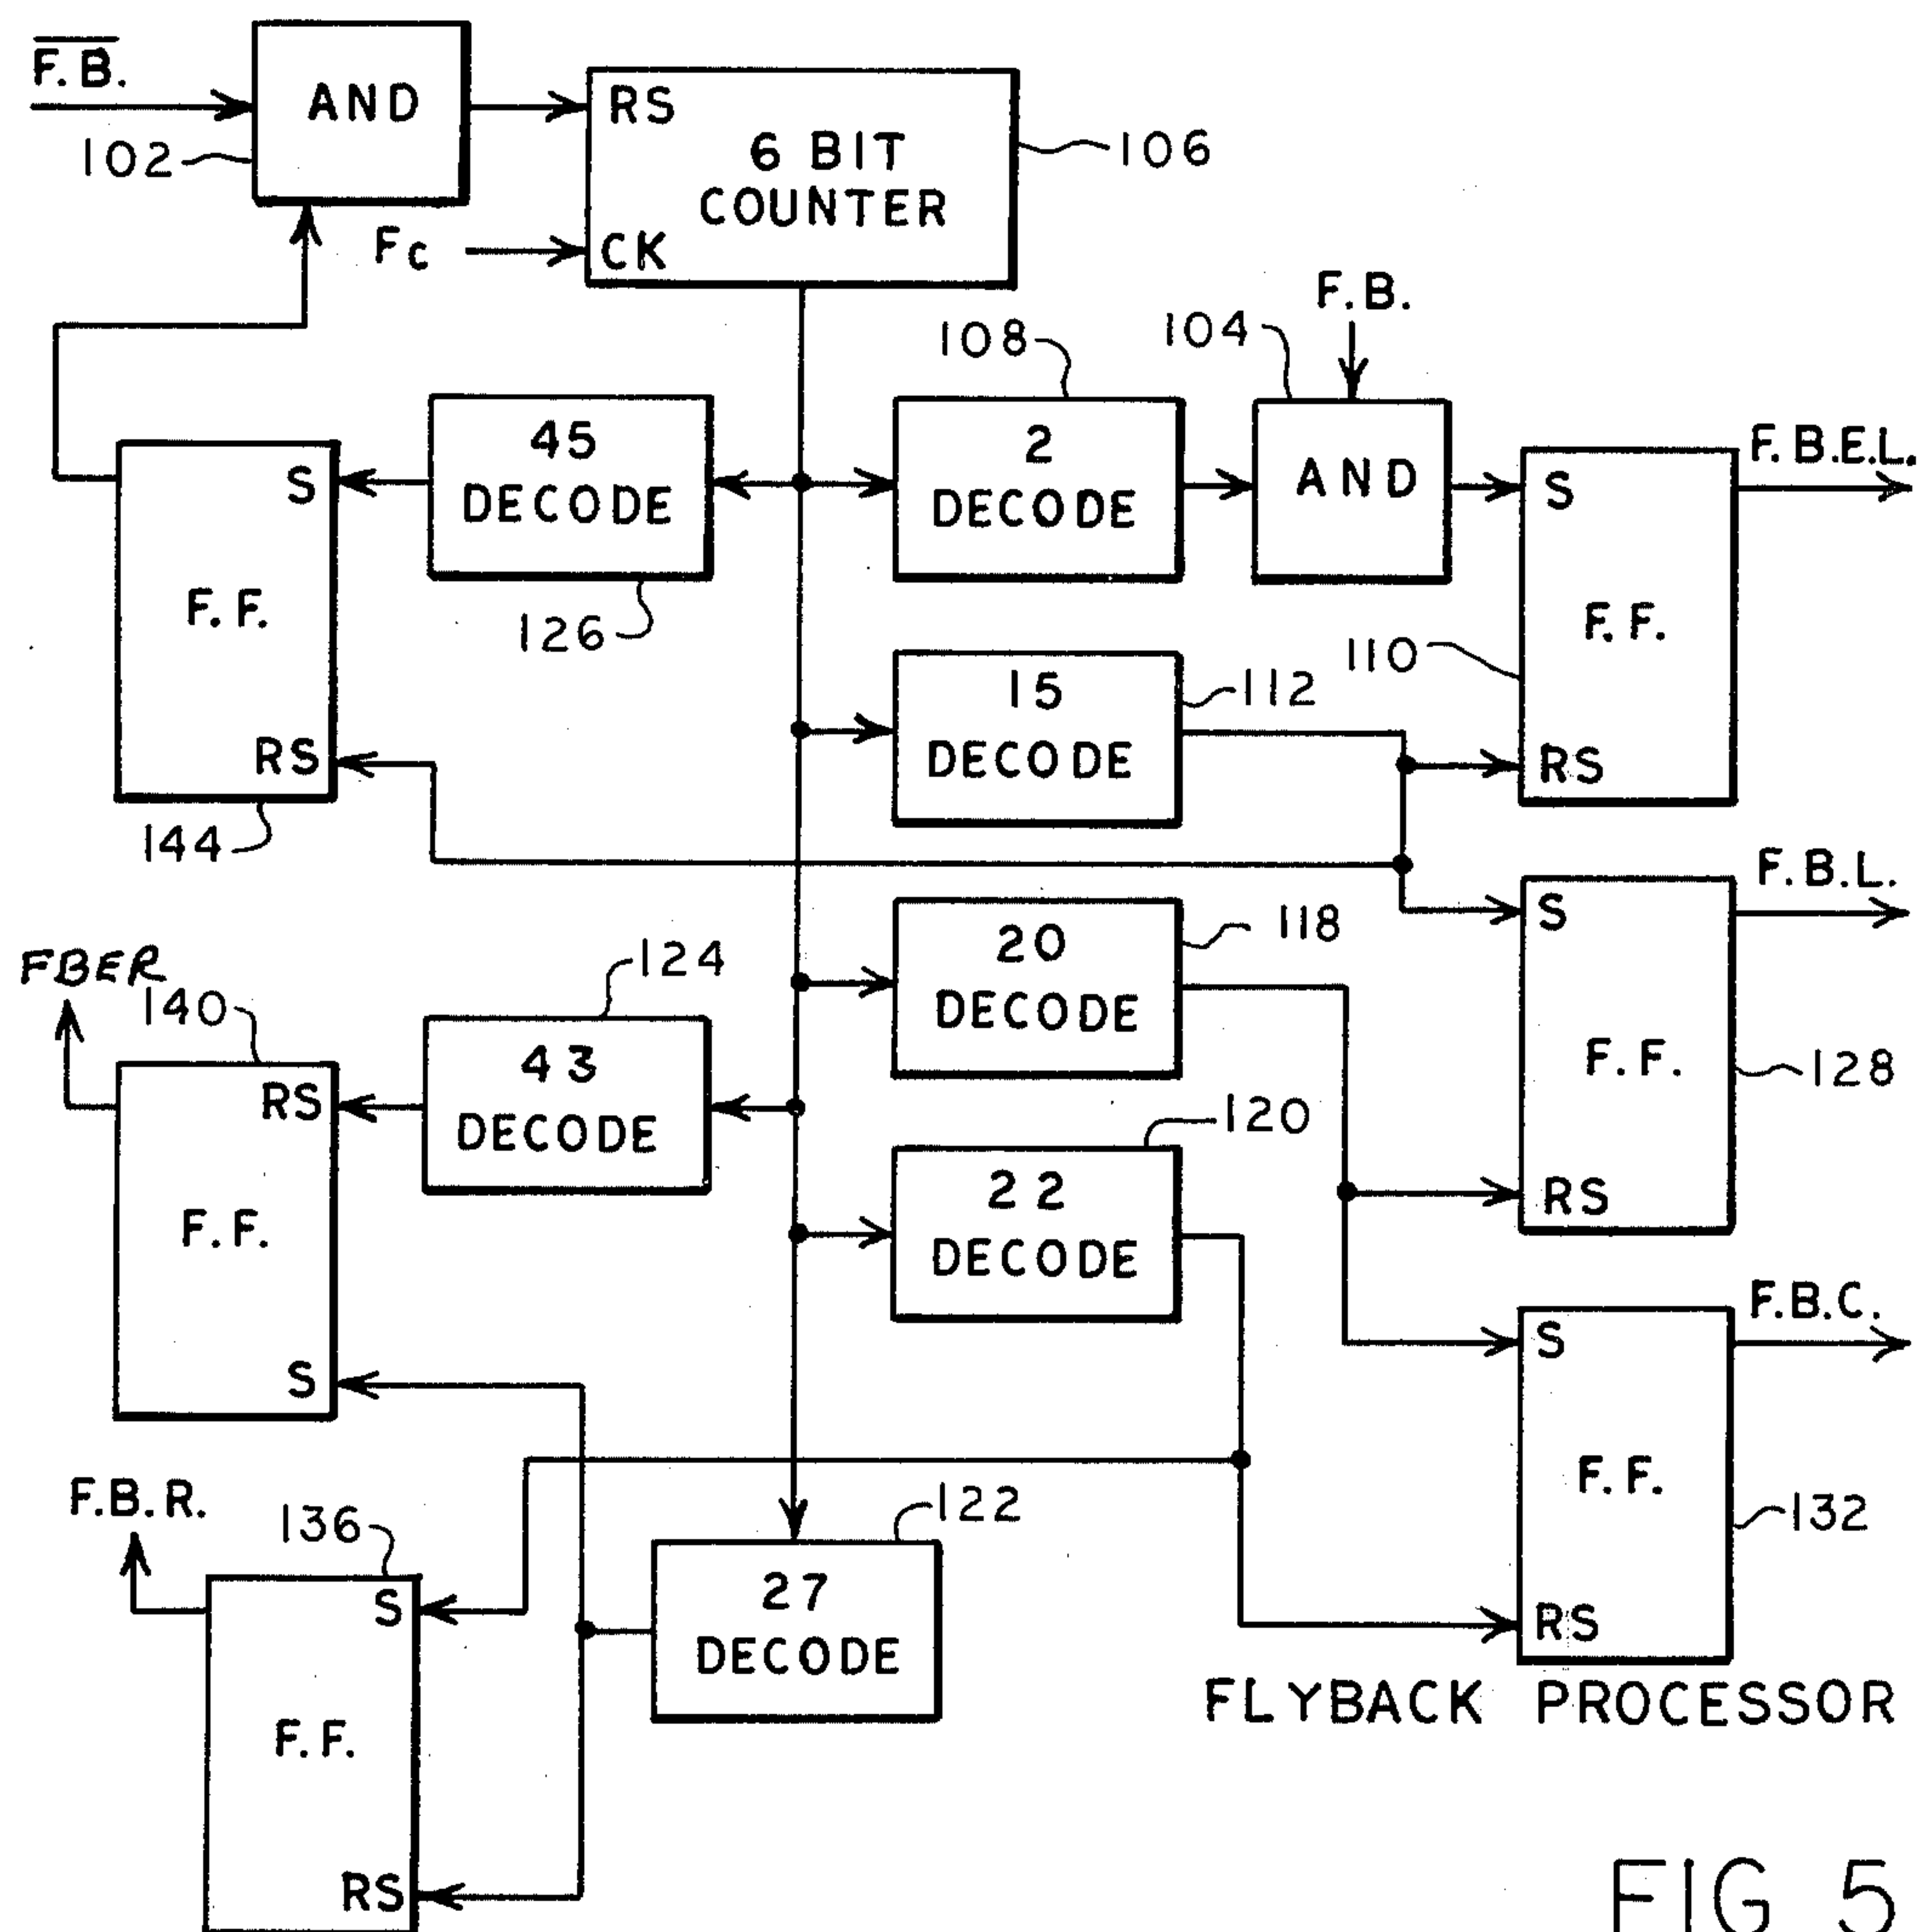 F.B.
AND
102
RS
6 BIT
COUNTER
CK
106
Fc
F.B.
108
104
45
DECODE
2
DECODE
AND
F.B.E.L.
S
F.F.
RS
126
144
S
F.F.
RS
110
15
DECODE
112
F.B.L.
20
DECODE
118
S
F.F.
RS
128
FBER
140
124
RS
F.F.
S
43
DECODE
120
22
DECODE
F.B.C.
S
F.F.
RS
132
F.B.R.
136
122
S
F.F.
RS
27
DECODE
FLYBACK PROCESSOR
FIG 5